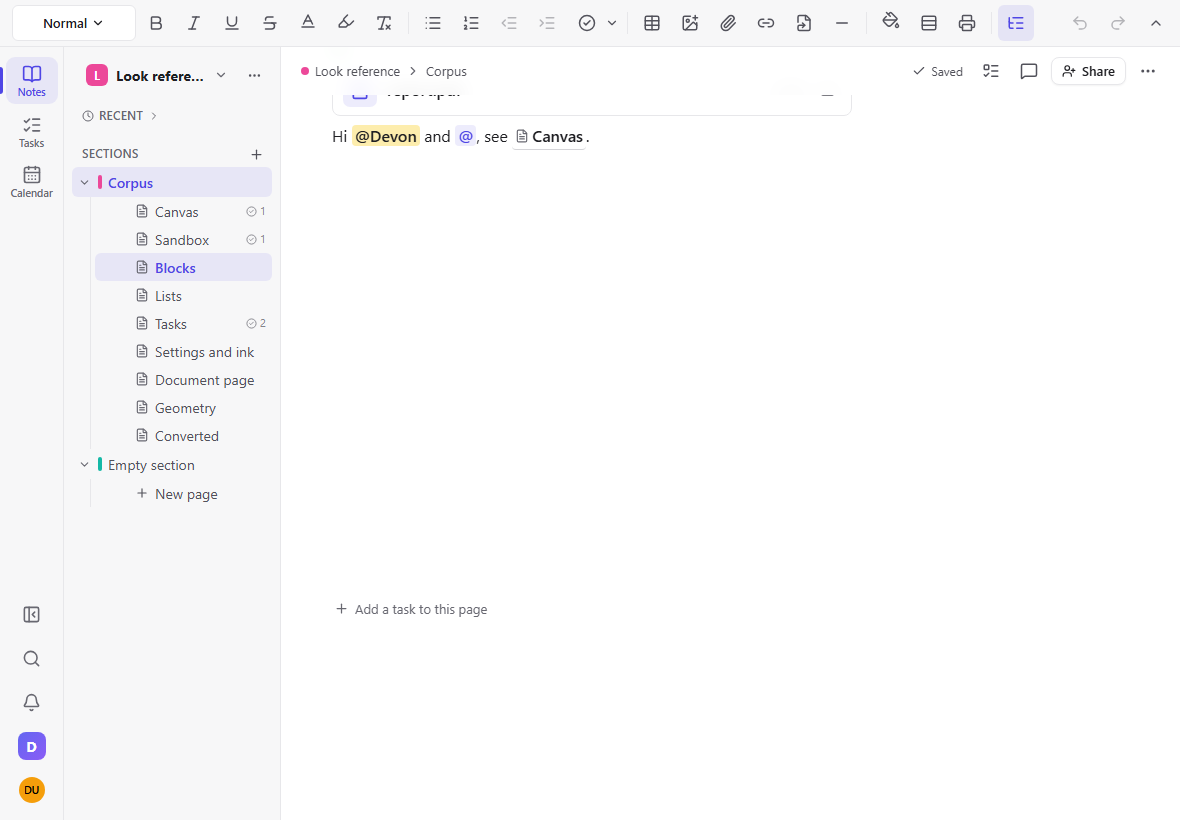 Normal
Notes
Tasks
Calendar
L Look refere...
RECENT
SECTIONS
Corpus
Canvas 1
Sandbox 1
Blocks
Lists
Tasks 2
Settings and ink
Document page
Geometry
Converted
Empty section
New page
D
DU
Look reference > Corpus
Saved
Share
Hi @Devon and @, see Canvas.
Add a task to this page